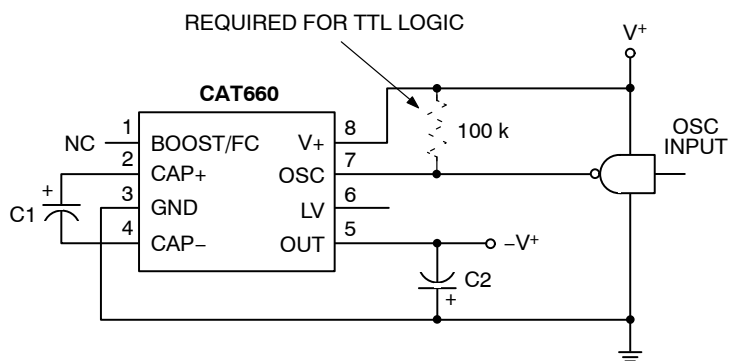 REQUIRED FOR TTL LOGIC
V+
CAT660
NC
1
BOOST/FC
V+
8
100 k
OSC
INPUT
2
CAP+
OSC
7
+
C1
3
GND
LV
6
4
CAP−
OUT
5
−V+
C2
+